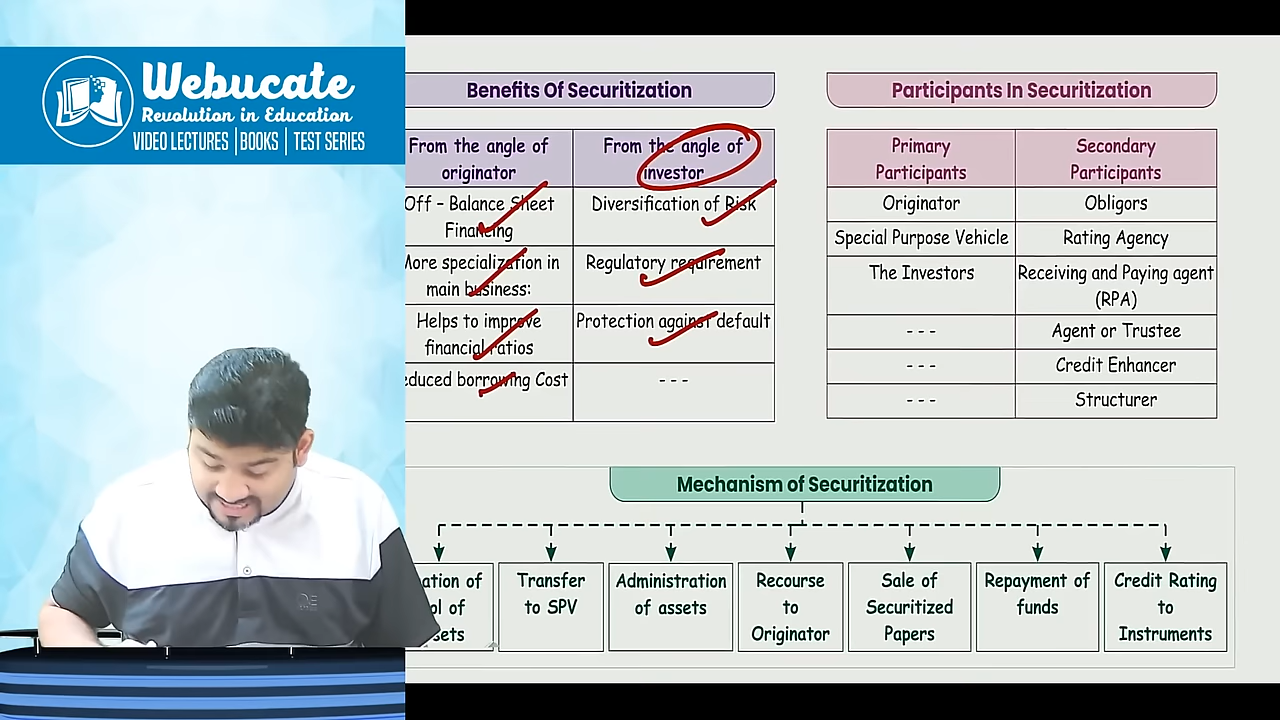 Webucate
Revolution in Education
VIDEO LECTURES | BOOKS | TEST SERIES
Benefits Of Securitization
From the angle of
originator
From the angle of
investor
Off – Balance Sheet
Financing
Diversification of Risk
More specialization in
main business:
Regulatory requirement
Helps to improve
financial ratios
Protection against default
educed borrowing Cost
---
Participants In Securitization
Primary
Participants
Secondary
Participants
Originator
Obligors
Special Purpose Vehicle
Rating Agency
The Investors
Receiving and Paying agent
(RPA)
---
Agent or Trustee
---
Credit Enhancer
---
Structurer
Mechanism of Securitization
ation of
ol of
sets
Transfer
to SPV
Administration
of assets
Recourse
to
Originator
Sale of
Securitized
Papers
Repayment of
funds
Credit Rating
to
Instruments